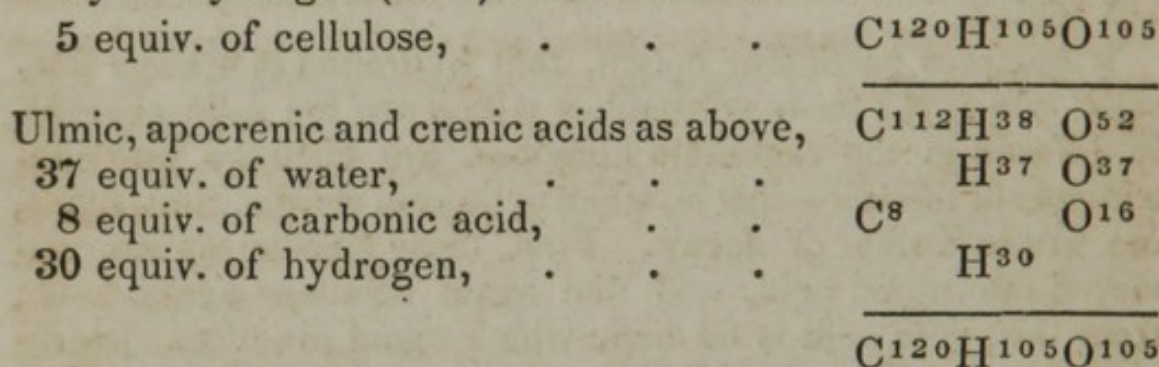 5 equiv. of cellulose, . . . C¹²⁰H¹⁰⁵O¹⁰⁵
Ulmic, apocrenic and crenic acids as above, C¹¹²H³⁸ O⁵²
37 equiv. of water, . . . H³⁷ O³⁷
8 equiv. of carbonic acid, . . C⁸ O¹⁶
30 equiv. of hydrogen, . . . H³⁰
C¹²⁰H¹⁰⁵O¹⁰⁵